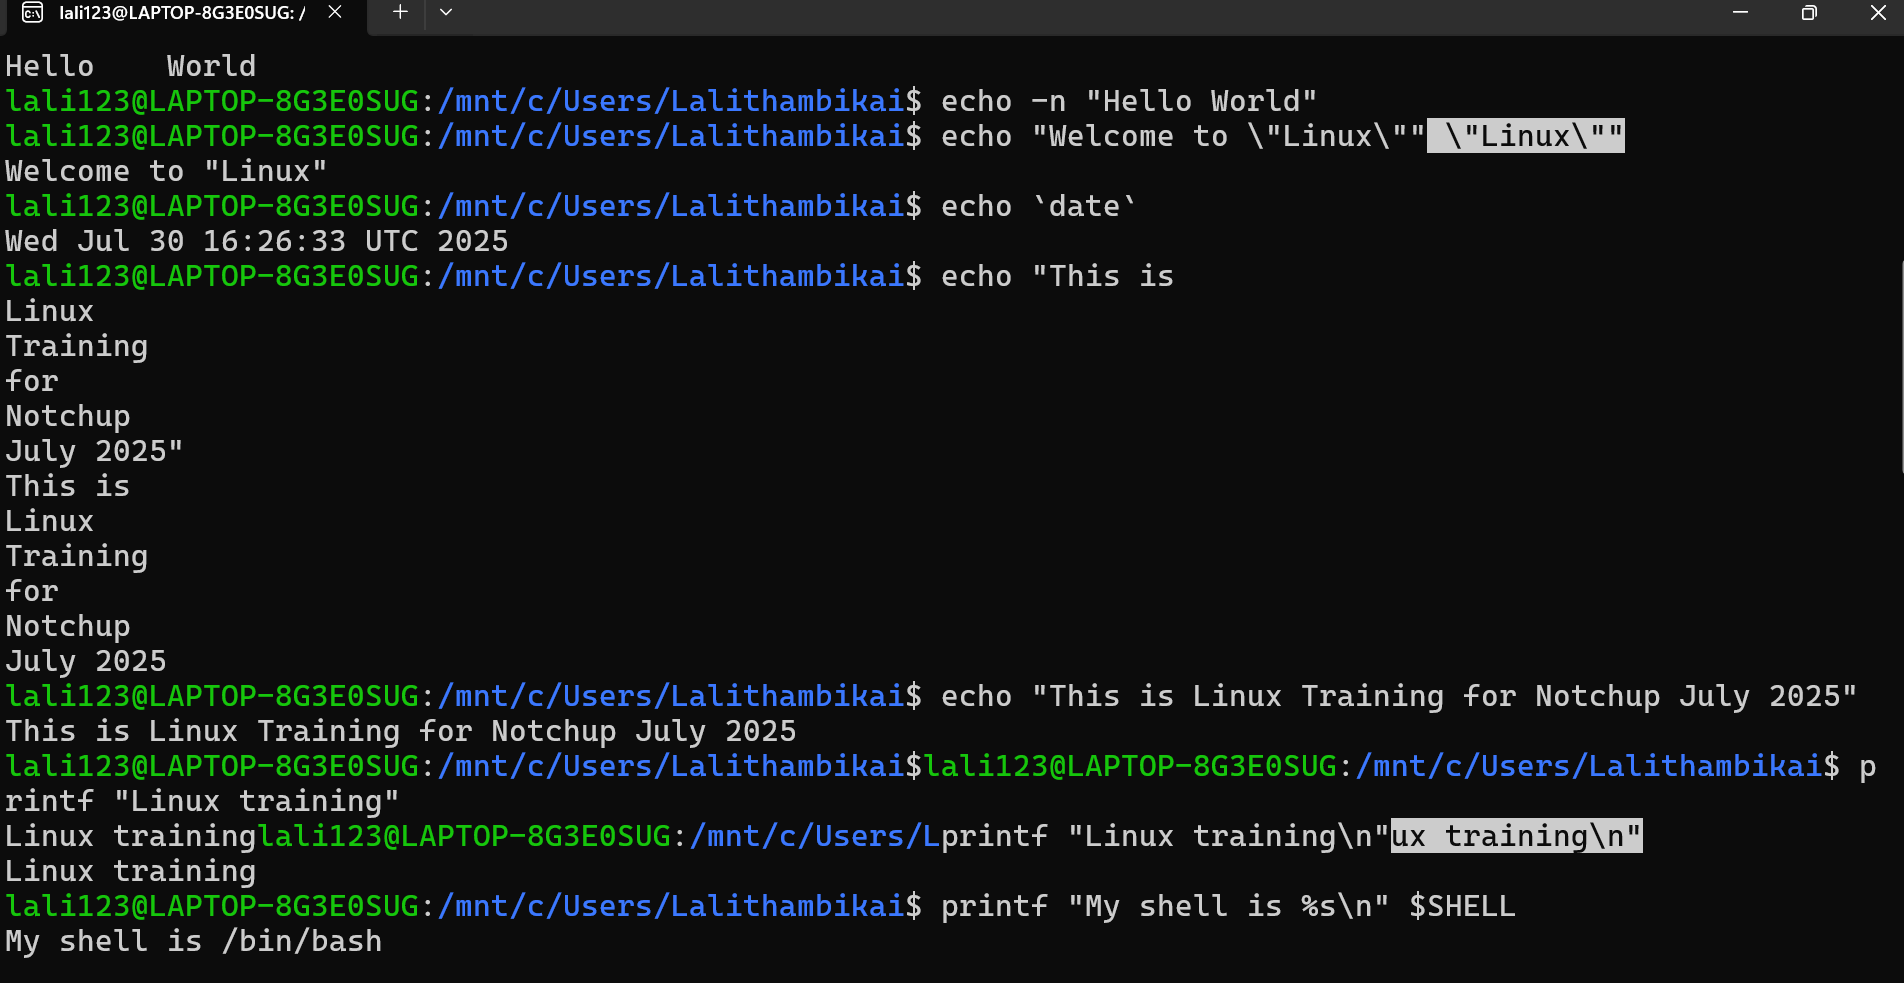 lali123@LAPTOP-8G3E0SUG: /
Hello    World
lali123@LAPTOP-8G3E0SUG:/mnt/c/Users/Lalithambikai$ echo -n "Hello World"
lali123@LAPTOP-8G3E0SUG:/mnt/c/Users/Lalithambikai$ echo "Welcome to \"Linux\"" \"Linux\""
Welcome to "Linux"
lali123@LAPTOP-8G3E0SUG:/mnt/c/Users/Lalithambikai$ echo `date`
Wed Jul 30 16:26:33 UTC 2025
lali123@LAPTOP-8G3E0SUG:/mnt/c/Users/Lalithambikai$ echo "This is
Linux
Training
for
Notchup
July 2025"
This is
Linux
Training
for
Notchup
July 2025
lali123@LAPTOP-8G3E0SUG:/mnt/c/Users/Lalithambikai$ echo "This is Linux Training for Notchup July 2025"
This is Linux Training for Notchup July 2025
lali123@LAPTOP-8G3E0SUG:/mnt/c/Users/Lalithambikai$lali123@LAPTOP-8G3E0SUG:/mnt/c/Users/Lalithambikai$ p
rintf "Linux training"
Linux traininglali123@LAPTOP-8G3E0SUG:/mnt/c/Users/Lprintf "Linux training\n"ux training\n"
Linux training
lali123@LAPTOP-8G3E0SUG:/mnt/c/Users/Lalithambikai$ printf "My shell is %s\n" $SHELL
My shell is /bin/bash